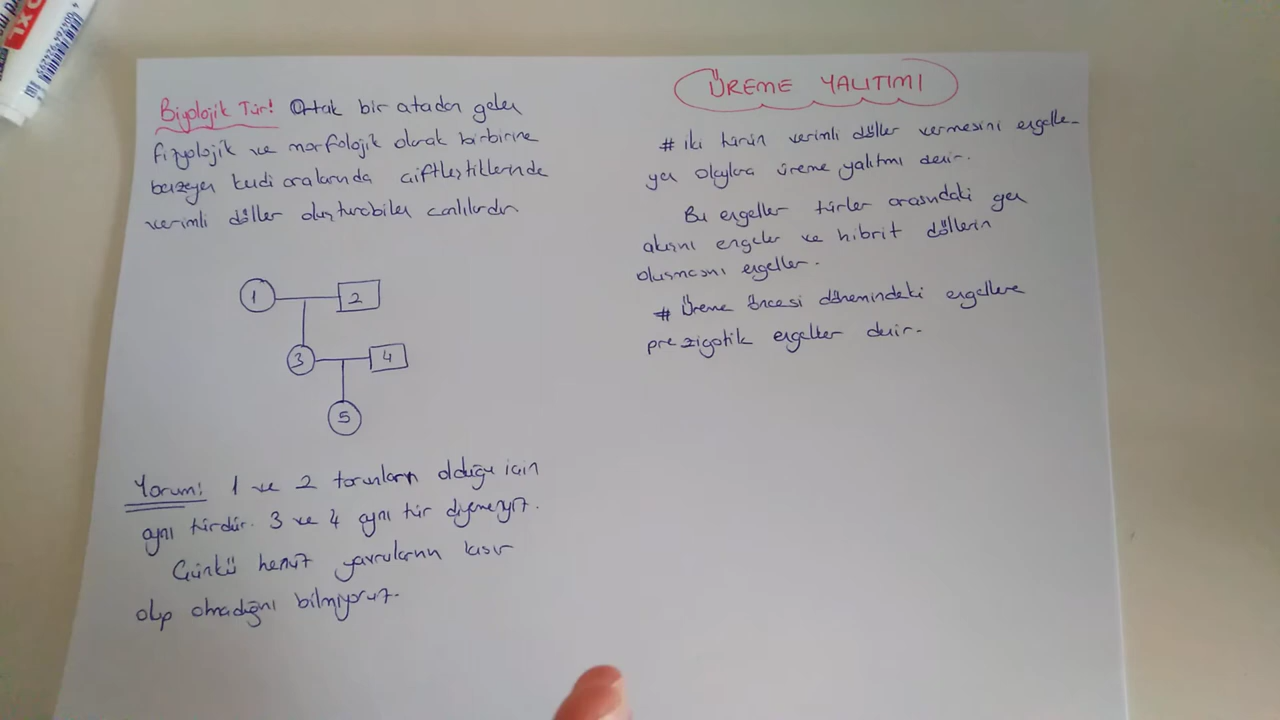 Biyolojik Tür! Ortak bir atadan gelen
fizyolojik ve morfolojik olarak birbirine
benzeyen kendi aralarında çiftleştiklerinde
verimli döller oluşturabilen canlılardır.
1
2
3
4
5
Yorum! 1 ve 2 torunların olduğu için
aynı türdür. 3 ve 4 aynı tür diyemeyiz.
Çünkü henüz yavrularının kısır
olup olmadığını bilmiyoruz.
ÜREME YALITIMI
# iki türün verimli döller vermesini engelle-
yen olaylara üreme yalıtımı denir.
Bu engeller türler arasındaki gen
akışını engeller ve hibrit döllerin
oluşmasını engeller.
# Üreme öncesi dönemindeki engellere
prezigotik engeller denir.